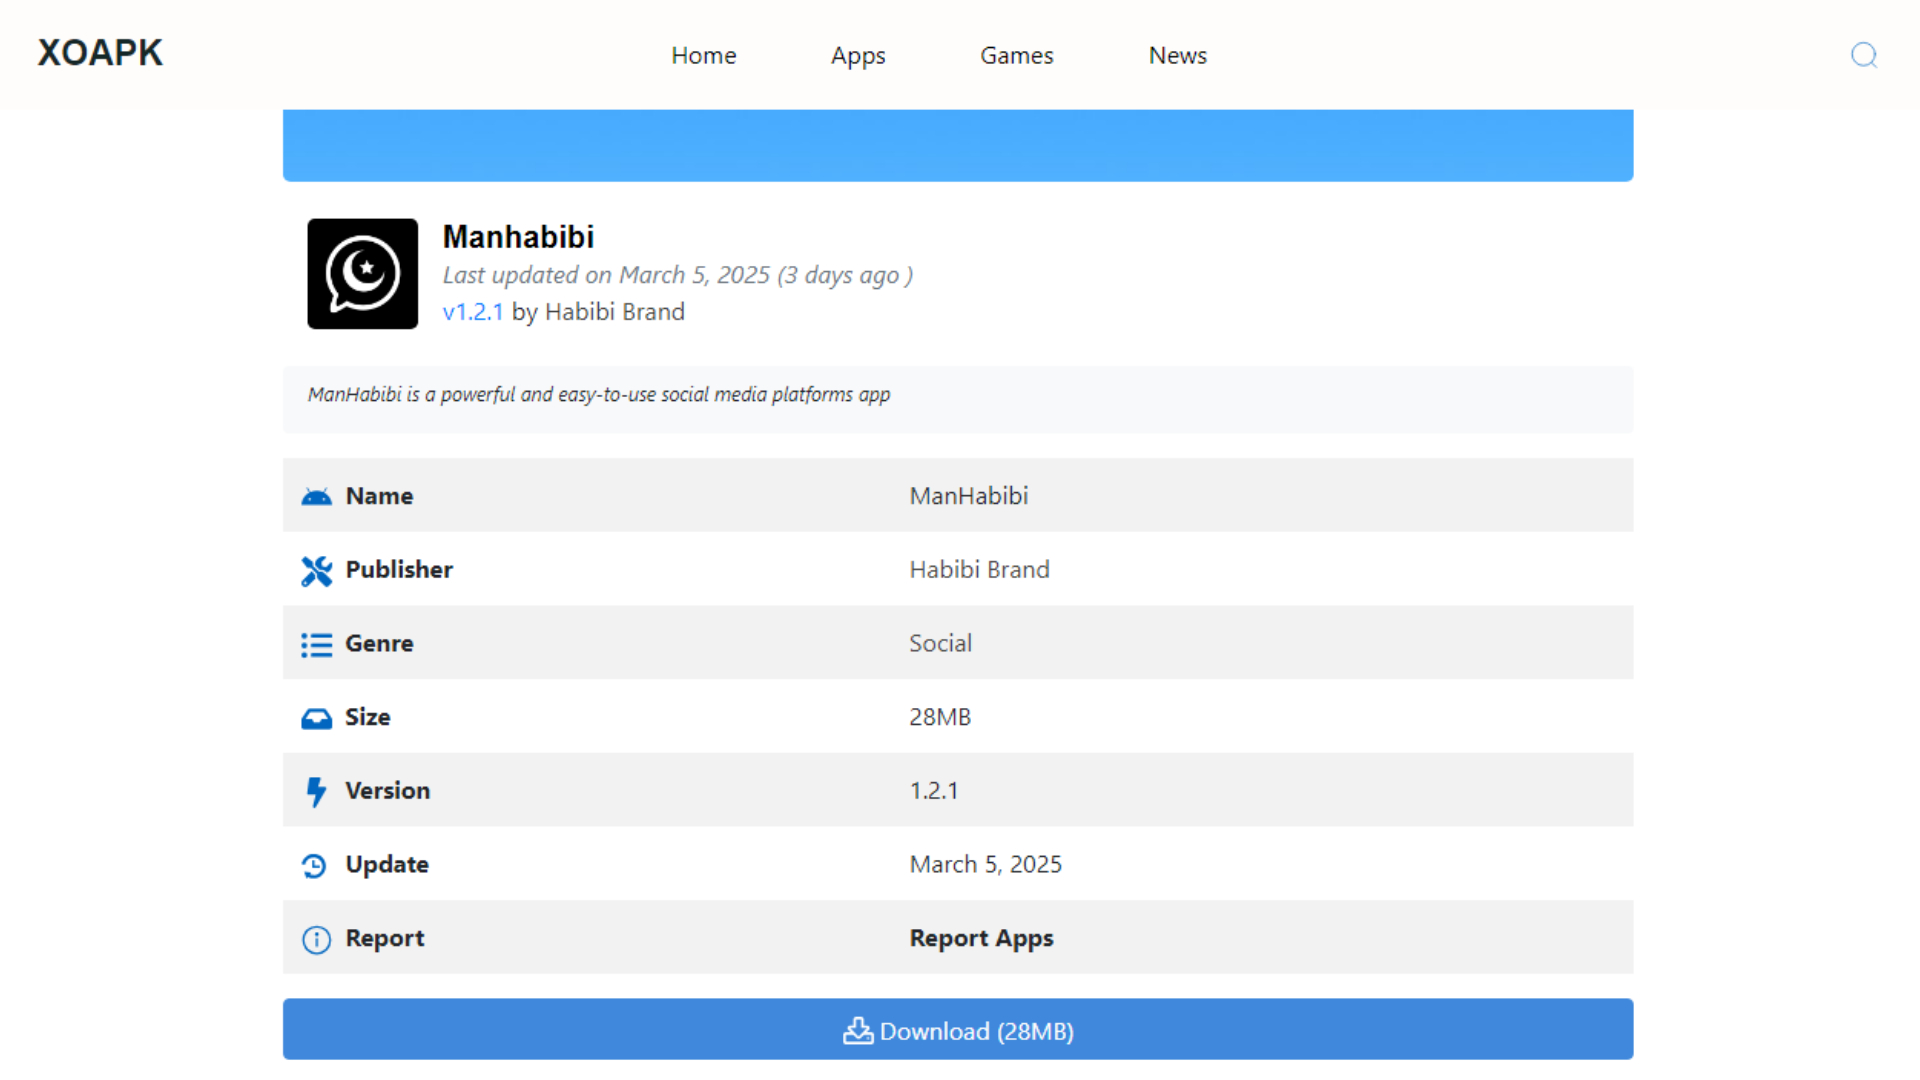 XOAPK
Home Apps Games News
Manhabibi
Last updated on March 5, 2025 (3 days ago )
v1.2.1 by Habibi Brand
ManHabibi is a powerful and easy-to-use social media platforms app
Name ManHabibi
Publisher Habibi Brand
Genre Social
Size 28MB
Version 1.2.1
Update March 5, 2025
Report Report Apps
Download (28MB)